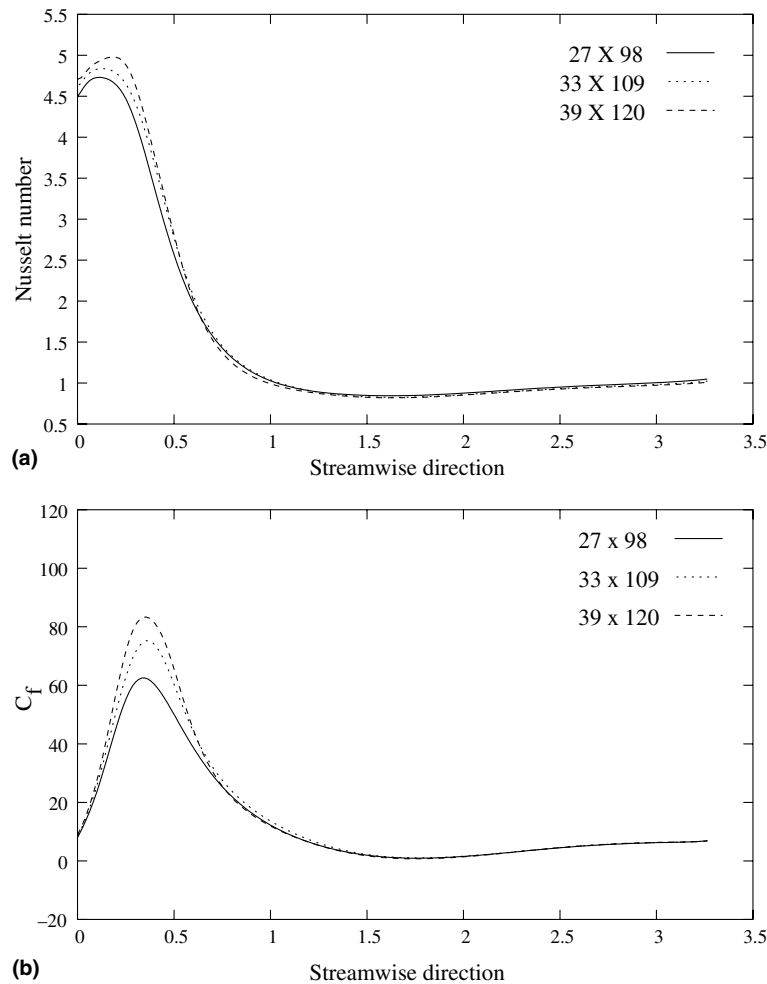 5.5
5
4.5
4
3.5
3
2.5
2
1.5
1
0.5
Nusselt number
27 X 98
33 X 109
39 X 120
0 0.5 1 1.5 2 2.5 3 3.5
(a)
Streamwise direction
120
100
80
60
40
20
0
−20
C_f
27 x 98
33 x 109
39 x 120
0 0.5 1 1.5 2 2.5 3 3.5
(b)
Streamwise direction